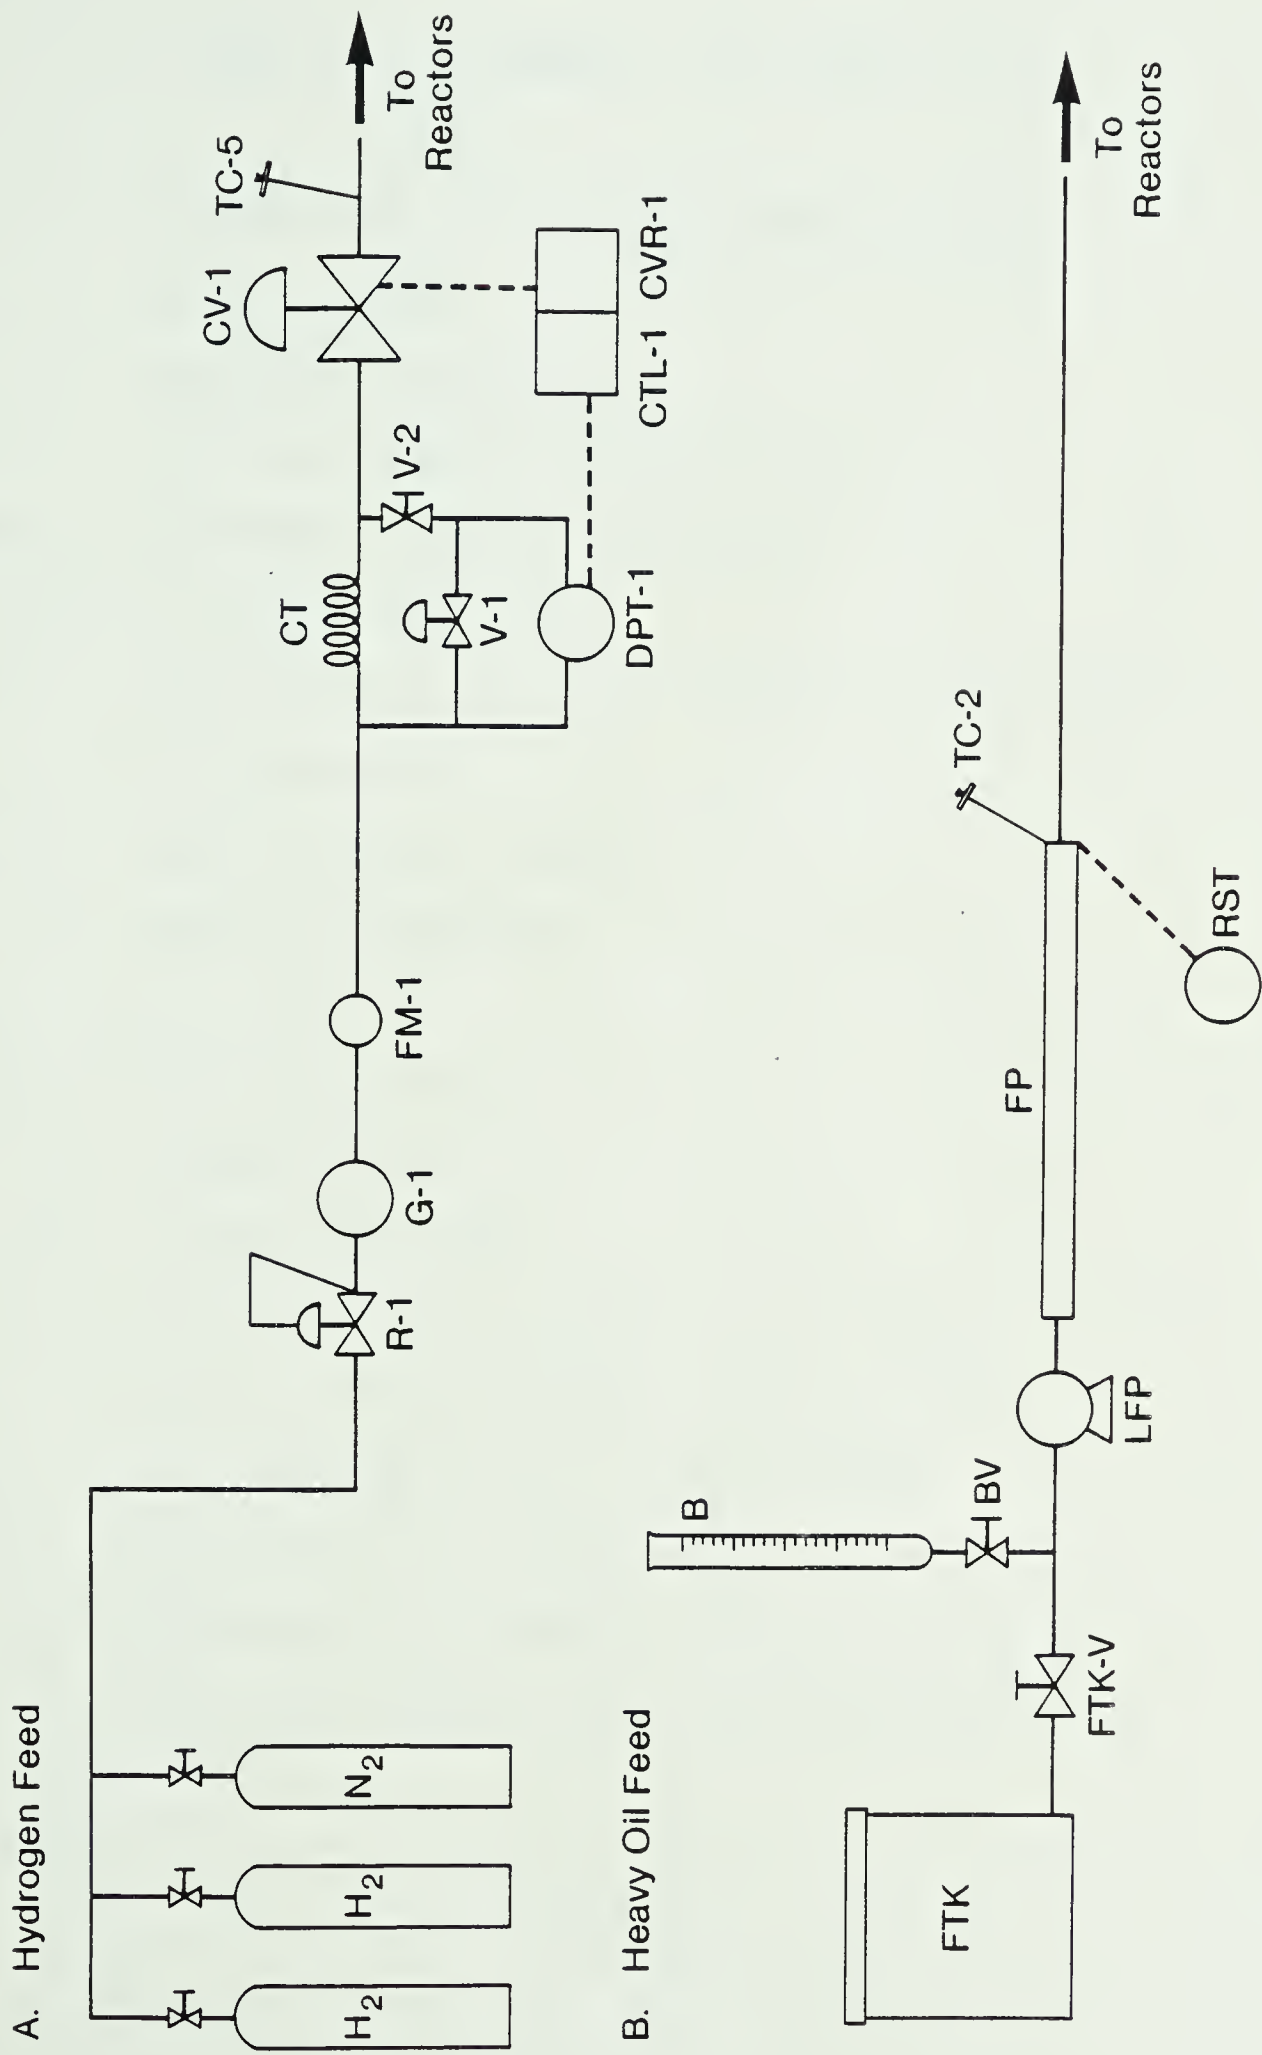 A. Hydrogen Feed
H2
H2
N2
R-1
G-1
FM-1
CT
V-1
V-2
DPT-1
CV-1
CTL-1 CVR-1
TC-5
To
Reactors
B. Heavy Oil Feed
FTK
FTK-V
B
BV
LFP
FP
TC-2
RST
To
Reactors